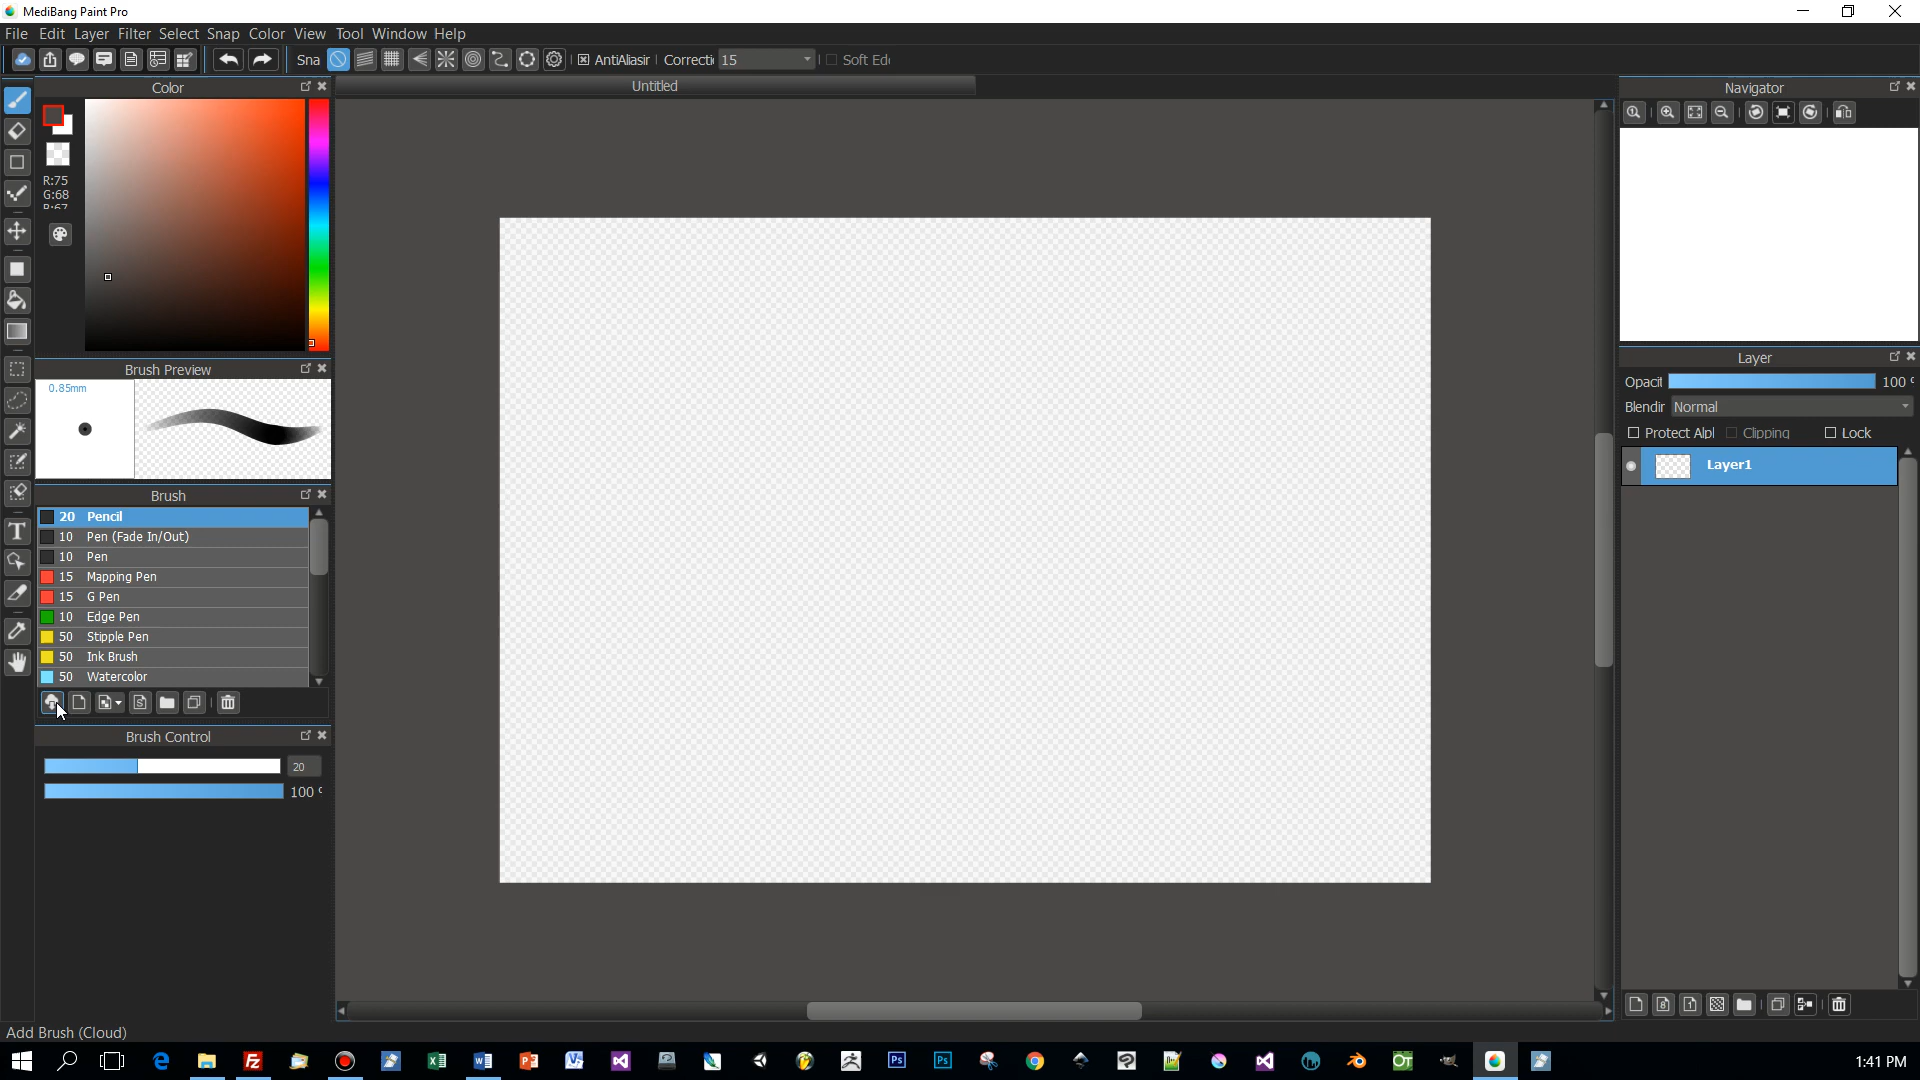 MediBang Paint Pro
File Edit Layer Filter Select Snap Color View Tool Window Help
Sna AntiAliasir Correcti 15 Soft Edc
Color
Untitled
Navigator
R:75
G:68
B:67
Brush Preview
0.85mm
Layer
Opacit 100
Blendir Normal
Protect Alpl Clipping Lock
Layer1
Brush
20 Pencil
10 Pen (Fade In/Out)
10 Pen
15 Mapping Pen
15 G Pen
10 Edge Pen
50 Stipple Pen
50 Ink Brush
50 Watercolor
Brush Control
20
100
Add Brush (Cloud)
1:41 PM